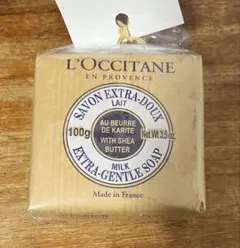 L'OCCITANE
EN PROVENCE
SAVON EXTRA-DOUX
LAIT
100g
AU BEURRE
DE KARITE
WITH SHEA
BUTTER
Net Wt 3.5 oz.
MILK
EXTRA-GENTLE SOAP
Made in France